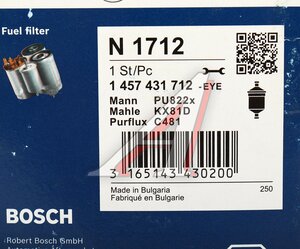 Fuel filter
N 1712
1 St/Pc
1 457 431 712 -EYE
Mann PU822x
Mahle KX81D
Purflux C481
3 165143 430200
Made in Bulgaria
Fabriqué en Bulgarie
250
BOSCH
Robert Bosch GmbH